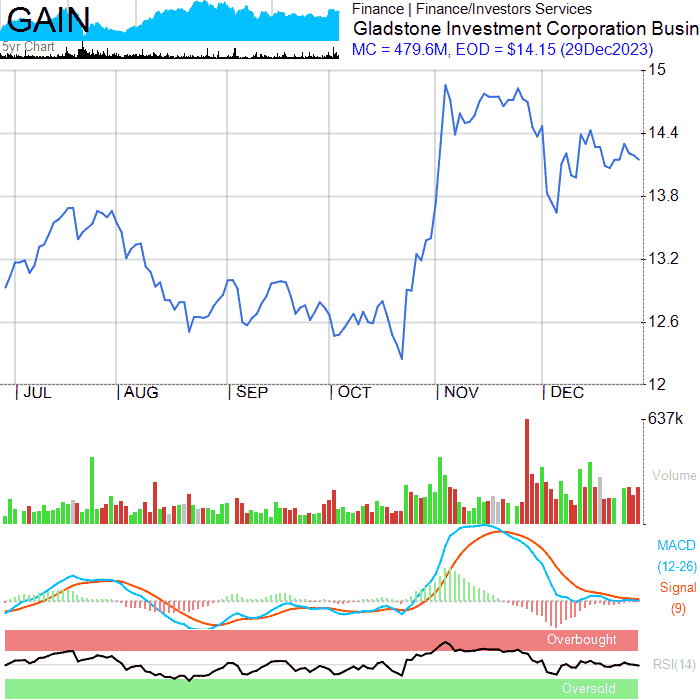 GAIN
5yr Chart
Finance | Finance/Investors Services
Gladstone Investment Corporation Busin
MC = 479.6M, EOD = $14.15 (29Dec2023)
15
14.4
13.8
13.2
12.6
12
JUL AUG SEP OCT NOV DEC
637k
Volume
MACD
(12-26)
Signal
(9)
Overbought
RSI(14)
Oversold